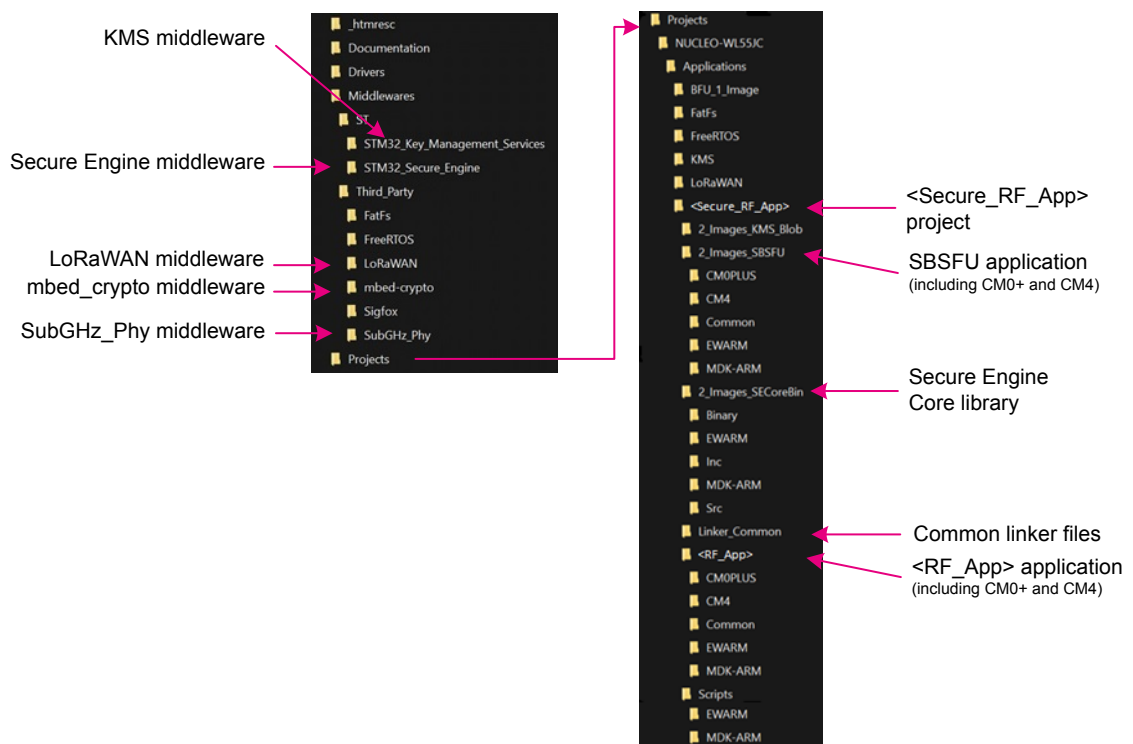 KMS middleware
Secure Engine middleware
LoRaWAN middleware
mbed_crypto middleware
SubGHz_Phy middleware
_htmresc
Documentation
Drivers
Middlewares
ST
STM32_Key_Management_Services
STM32_Secure_Engine
Third_Party
FatFs
FreeRTOS
LoRaWAN
mbed-crypto
Sigfox
SubGHz_Phy
Projects
Projects
NUCLEO-WL55JC
Applications
BFU_1_Image
FatFs
FreeRTOS
KMS
LoRaWAN
<Secure_RF_App>
2_Images_KMS_Blob
2_Images_SBSFU
CM0PLUS
CM4
Common
EWARM
MDK-ARM
2_Images_SECoreBin
Binary
EWARM
Inc
MDK-ARM
Src
Linker_Common
<RF_App>
CM0PLUS
CM4
Common
EWARM
MDK-ARM
Scripts
EWARM
MDK-ARM
<Secure_RF_App>
project
SBSFU application
(including CM0+ and CM4)
Secure Engine
Core library
Common linker files
<RF_App> application
(including CM0+ and CM4)